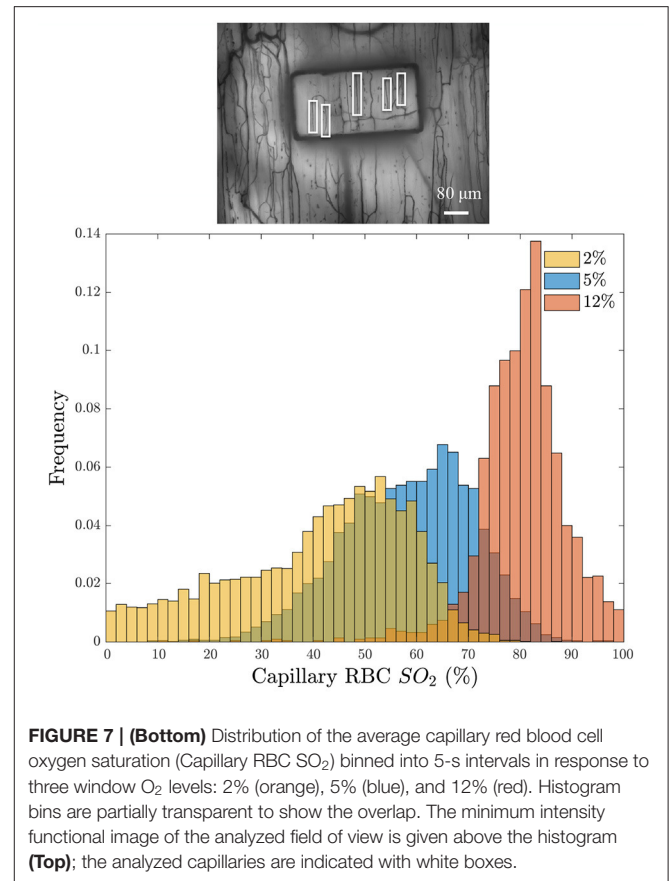 80 μm
0.14
0.12
0.1
0.08
0.06
0.04
0.02
0
Frequency
2%
5%
12%
0 10 20 30 40 50 60 70 80 90 100
Capillary RBC SO₂ (%)
FIGURE 7 | (Bottom) Distribution of the average capillary red blood cell
oxygen saturation (Capillary RBC SO₂) binned into 5-s intervals in response to
three window O₂ levels: 2% (orange), 5% (blue), and 12% (red). Histogram
bins are partially transparent to show the overlap. The minimum intensity
functional image of the analyzed field of view is given above the histogram
(Top); the analyzed capillaries are indicated with white boxes.